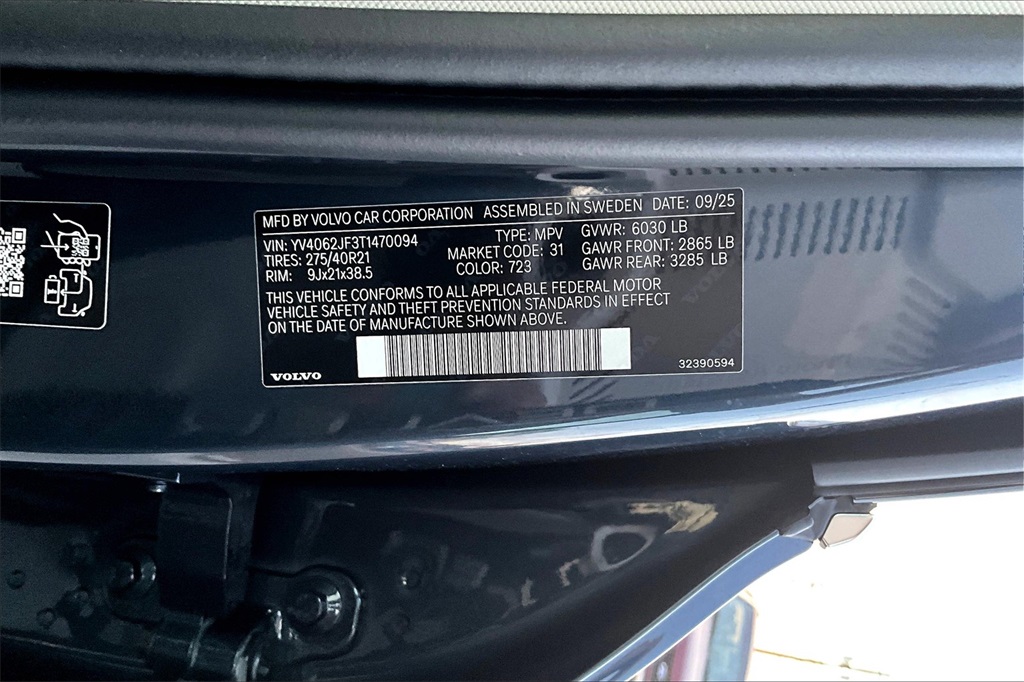 MFD BY VOLVO CAR CORPORATION ASSEMBLED IN SWEDEN DATE: 09/25
VIN: YV4062JF3T1470094 TYPE: MPV GVWR: 6030 LB
TIRES: 275/40R21 MARKET CODE: 31 GAWR FRONT: 2865 LB
RIM: 9Jx21x38.5 COLOR: 723 GAWR REAR: 3285 LB
THIS VEHICLE CONFORMS TO ALL APPLICABLE FEDERAL MOTOR
VEHICLE SAFETY AND THEFT PREVENTION STANDARDS IN EFFECT
ON THE DATE OF MANUFACTURE SHOWN ABOVE.
VOLVO 32390594